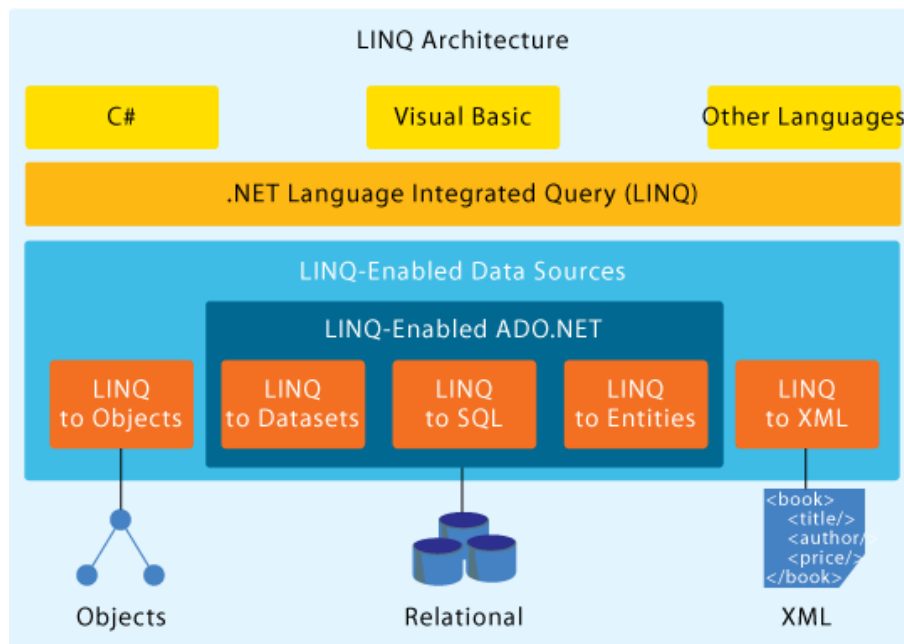 LINQ Architecture
C#
Visual Basic
Other Languages
.NET Language Integrated Query (LINQ)
LINQ-Enabled Data Sources
LINQ-Enabled ADO.NET
LINQ
to Objects
LINQ
to Datasets
LINQ
to SQL
LINQ
to Entities
LINQ
to XML
<book>
<title/>
<author/>
<price/>
</book>
Objects
Relational
XML